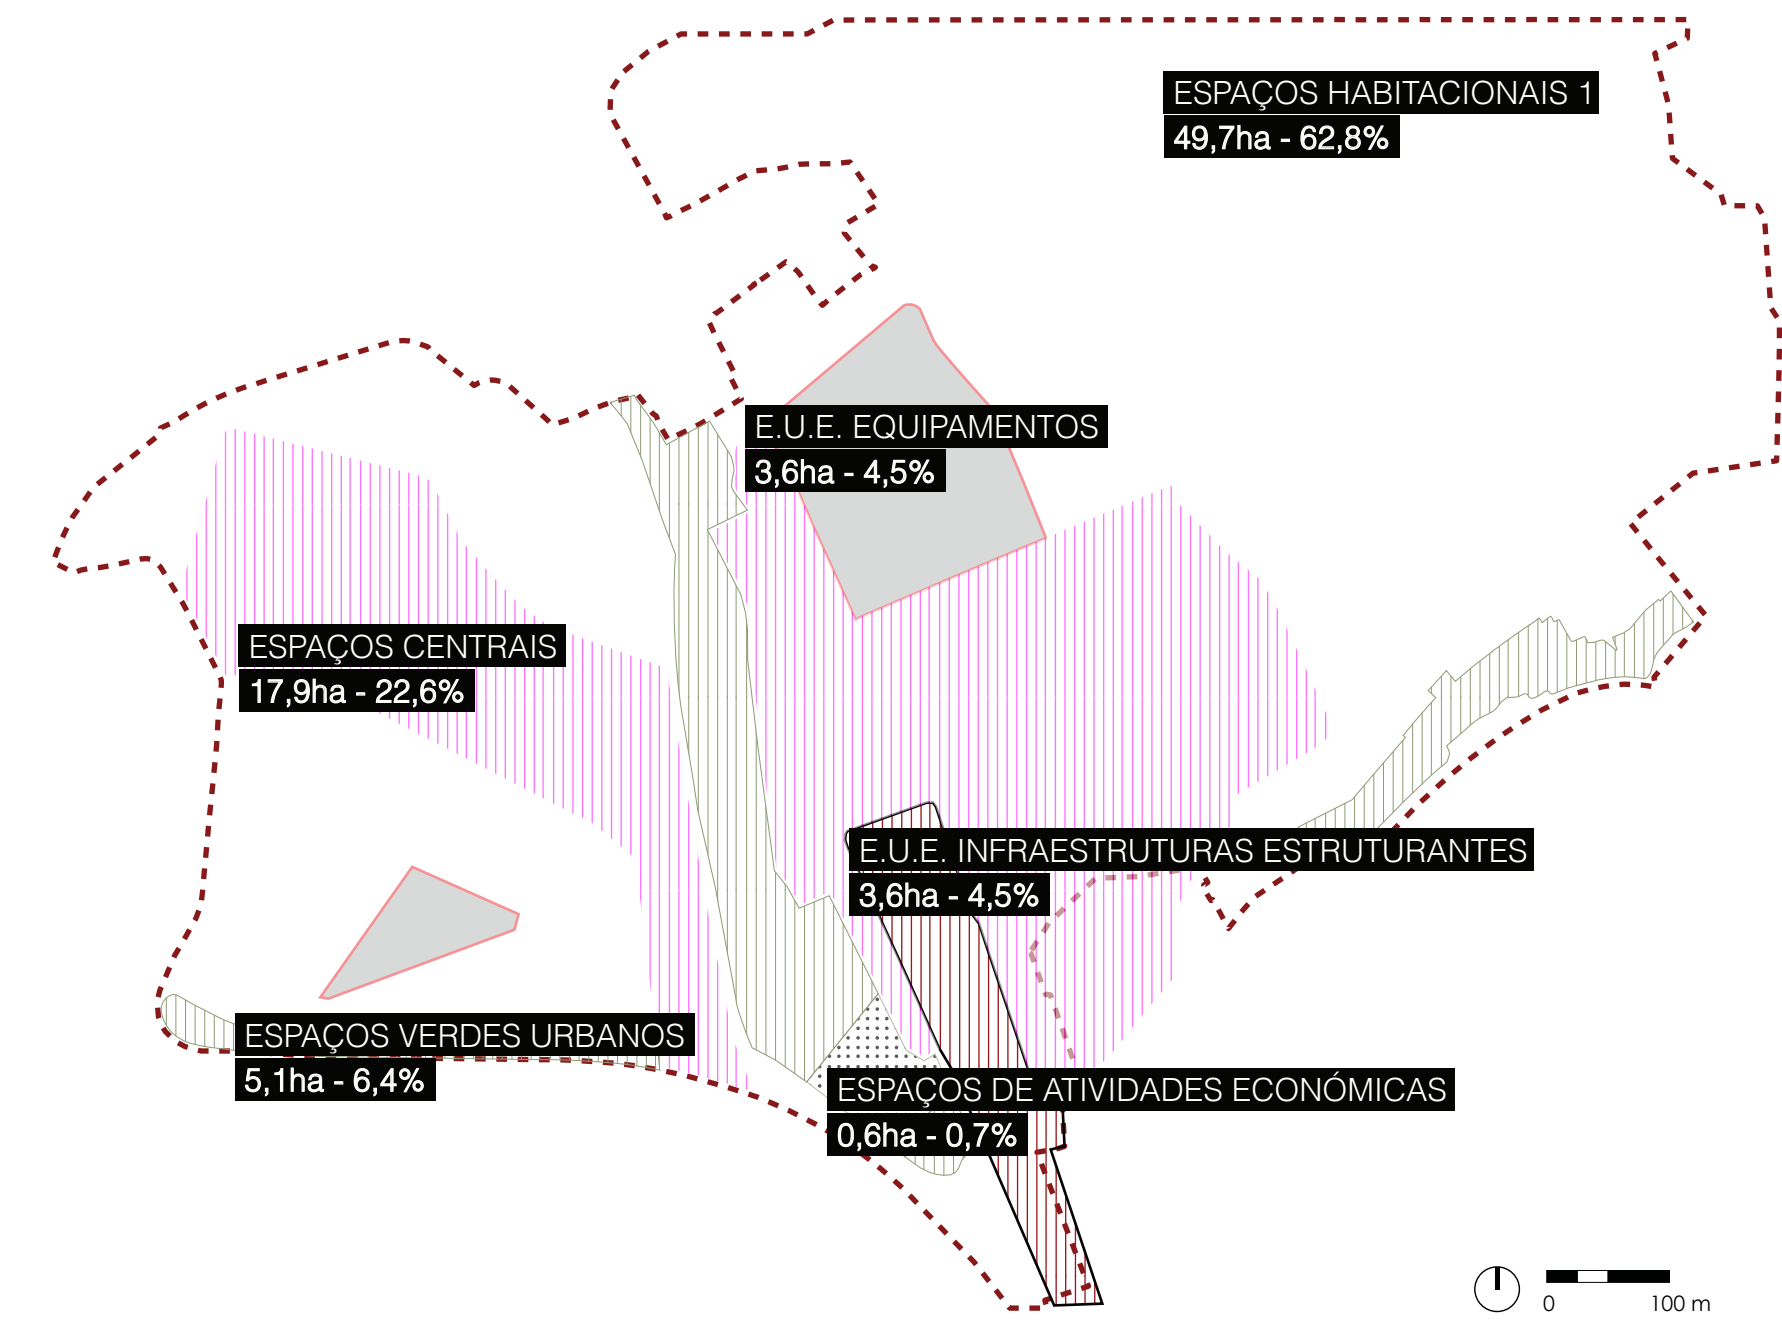 ESPAÇOS HABITACIONAIS 1
49,7ha - 62,8%
E.U.E. EQUIPAMENTOS
3,6ha - 4,5%
ESPAÇOS CENTRAIS
17,9ha - 22,6%
E.U.E. INFRAESTRUTURAS ESTRUTURANTES
3,6ha - 4,5%
ESPAÇOS VERDES URBANOS
5,1ha - 6,4%
ESPAÇOS DE ATIVIDADES ECONÓMICAS
0,6ha - 0,7%
0 100 m